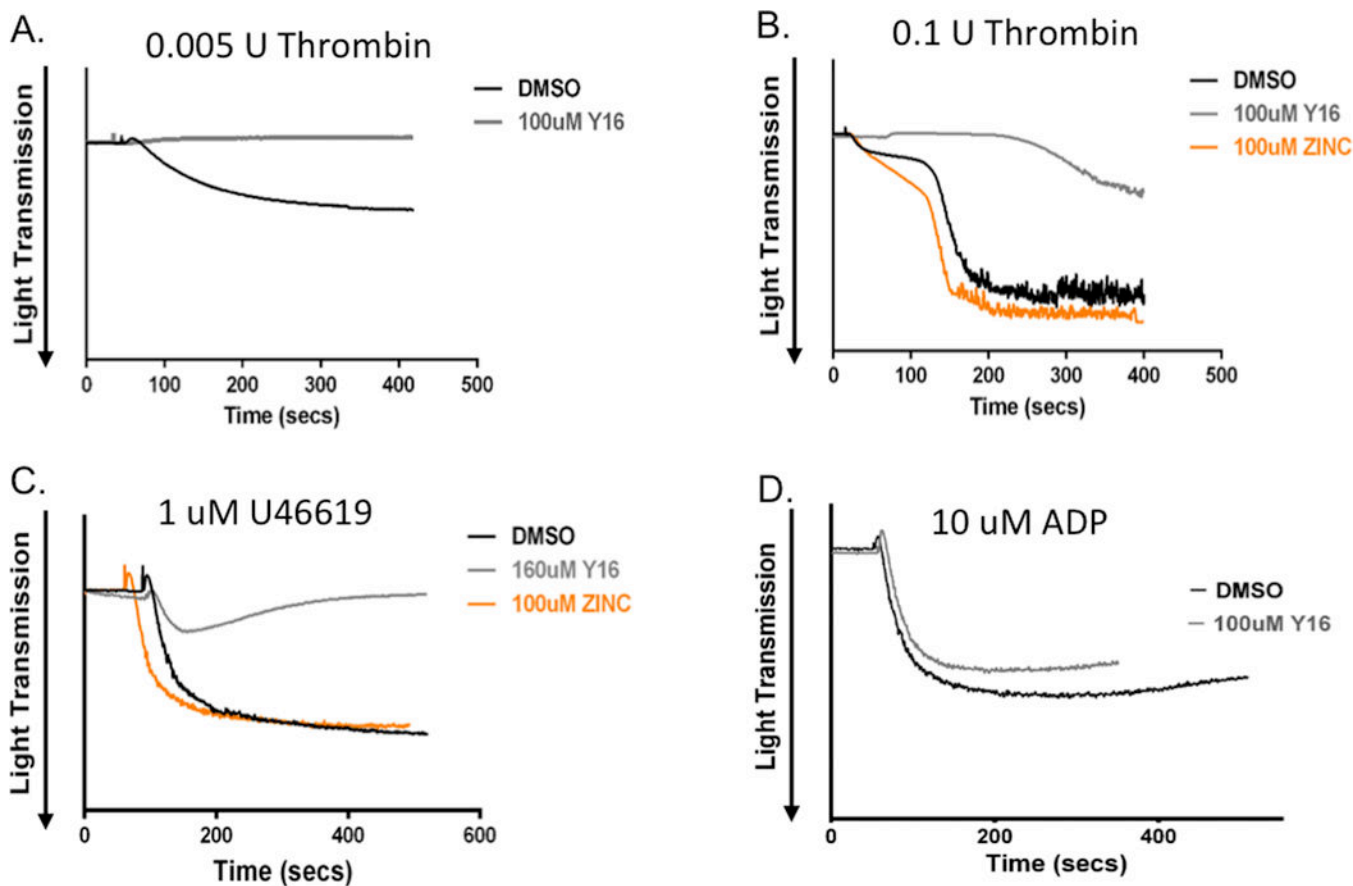 A.
0.005 U Thrombin
Light Transmission
DMSO
100uM Y16
0 100 200 300 400 500
Time (secs)
B.
0.1 U Thrombin
Light Transmission
DMSO
100uM Y16
100uM ZINC
0 100 200 300 400 500
Time (secs)
C.
1 uM U46619
Light Transmission
DMSO
160uM Y16
100uM ZINC
0 200 400 600
Time (secs)
D.
10 uM ADP
Light Transmission
DMSO
100uM Y16
0 200 400
Time (secs)